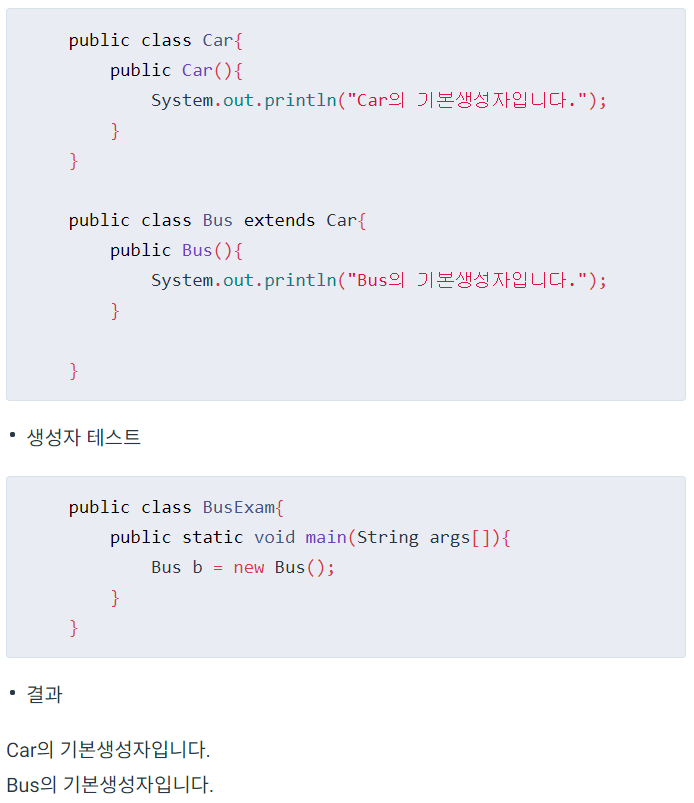 public class Car{
public Car(){
System.out.println("Car의 기본생성자입니다.");
}
}
public class Bus extends Car{
public Bus(){
System.out.println("Bus의 기본생성자입니다.");
}
}
• 생성자 테스트
public class BusExam{
public static void main(String args[]){
Bus b = new Bus();
}
}
• 결과
Car의 기본생성자입니다.
Bus의 기본생성자입니다.